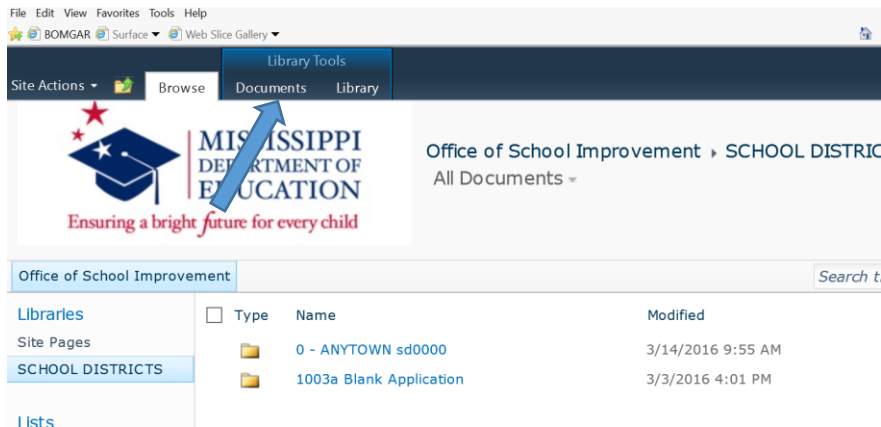 File Edit View Favorites Tools Help
BOMGAR Surface Web Slice Gallery
Library Tools
Site Actions Browse Documents Library
MISSISSIPPI
DEPARTMENT OF
EDUCATION
Ensuring a bright future for every child
Office of School Improvement SCHOOL DISTRIC
All Documents
Office of School Improvement
Search t
Libraries
Type Name Modified
Site Pages
0 - ANYTOWN sd0000 3/14/2016 9:55 AM
SCHOOL DISTRICTS
1003a Blank Application 3/3/2016 4:01 PM
Lists